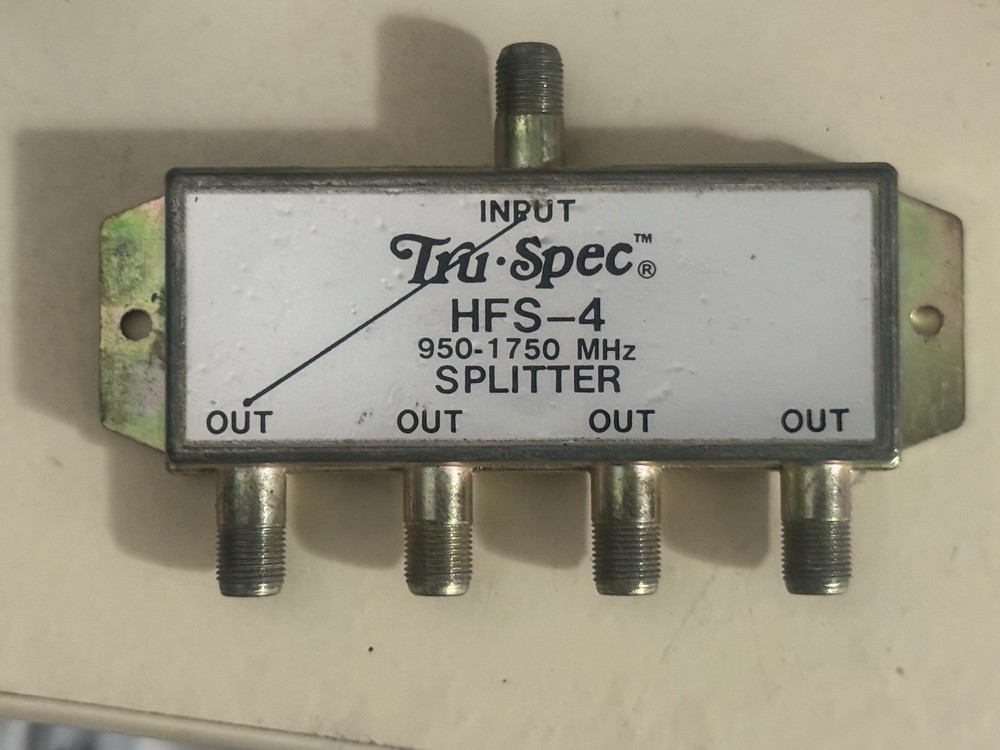 INPUT
Tru·Spec™®
HFS-4
950-1750 MHz
SPLITTER
OUT OUT OUT OUT